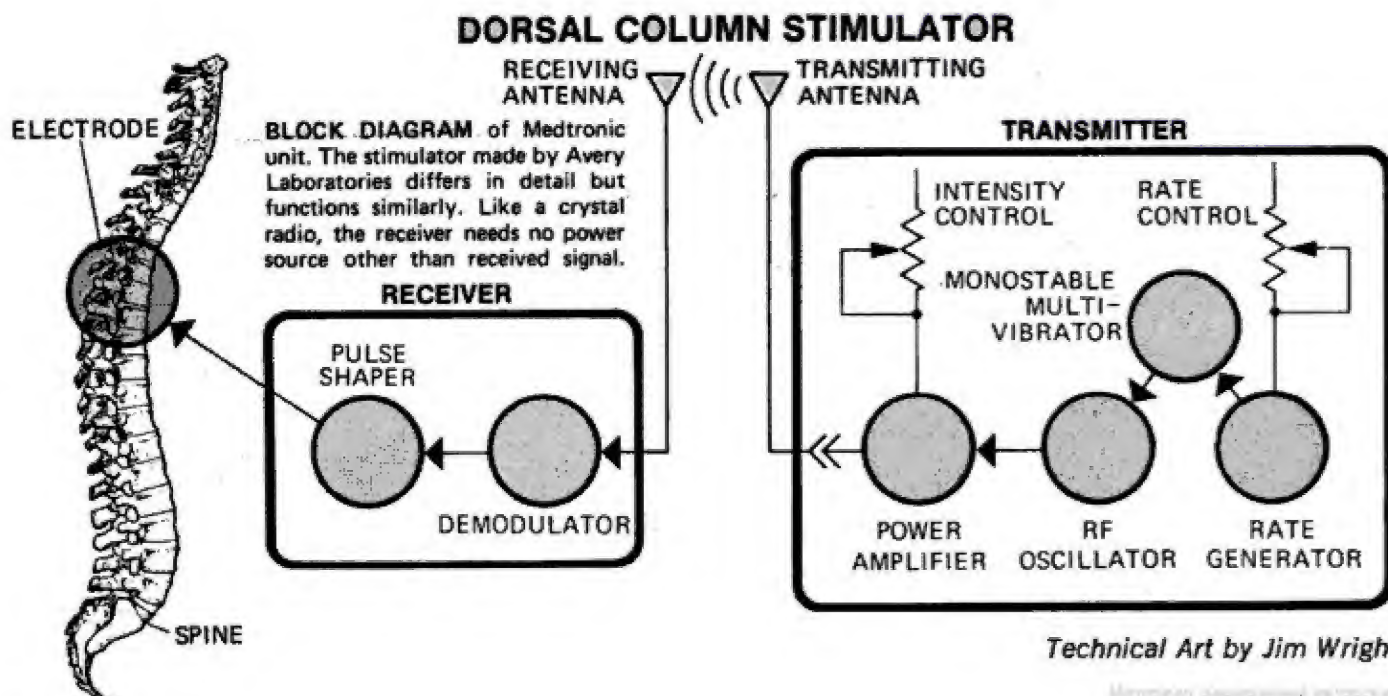 DORSAL COLUMN STIMULATOR
RECEIVING
ANTENNA
TRANSMITTING
ANTENNA
ELECTRODE
BLOCK DIAGRAM of Medtronic
unit. The stimulator made by Avery
Laboratories differs in detail but
functions similarly. Like a crystal
radio, the receiver needs no power
source other than received signal.
RECEIVER
PULSE
SHAPER
DEMODULATOR
SPINE
TRANSMITTER
INTENSITY
CONTROL
RATE
CONTROL
MONOSTABLE
MULTI-
VIBRATOR
POWER
AMPLIFIER
RF
OSCILLATOR
RATE
GENERATOR
Technical Art by Jim Wrigh